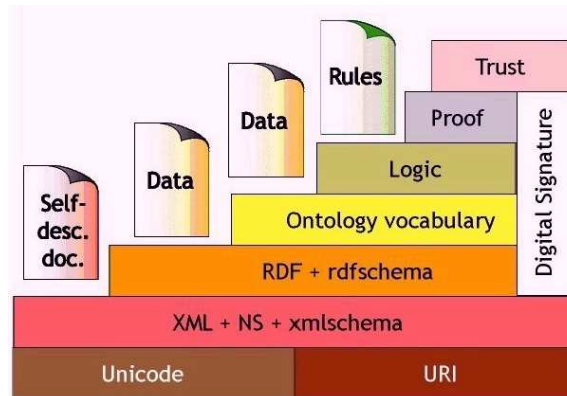 Rules
Trust
Data
Proof
Data
Logic
Self-
desc.
doc.
Ontology vocabulary
Digital Signature
RDF + rdfschema
XML + NS + xmlschema
Unicode
URI